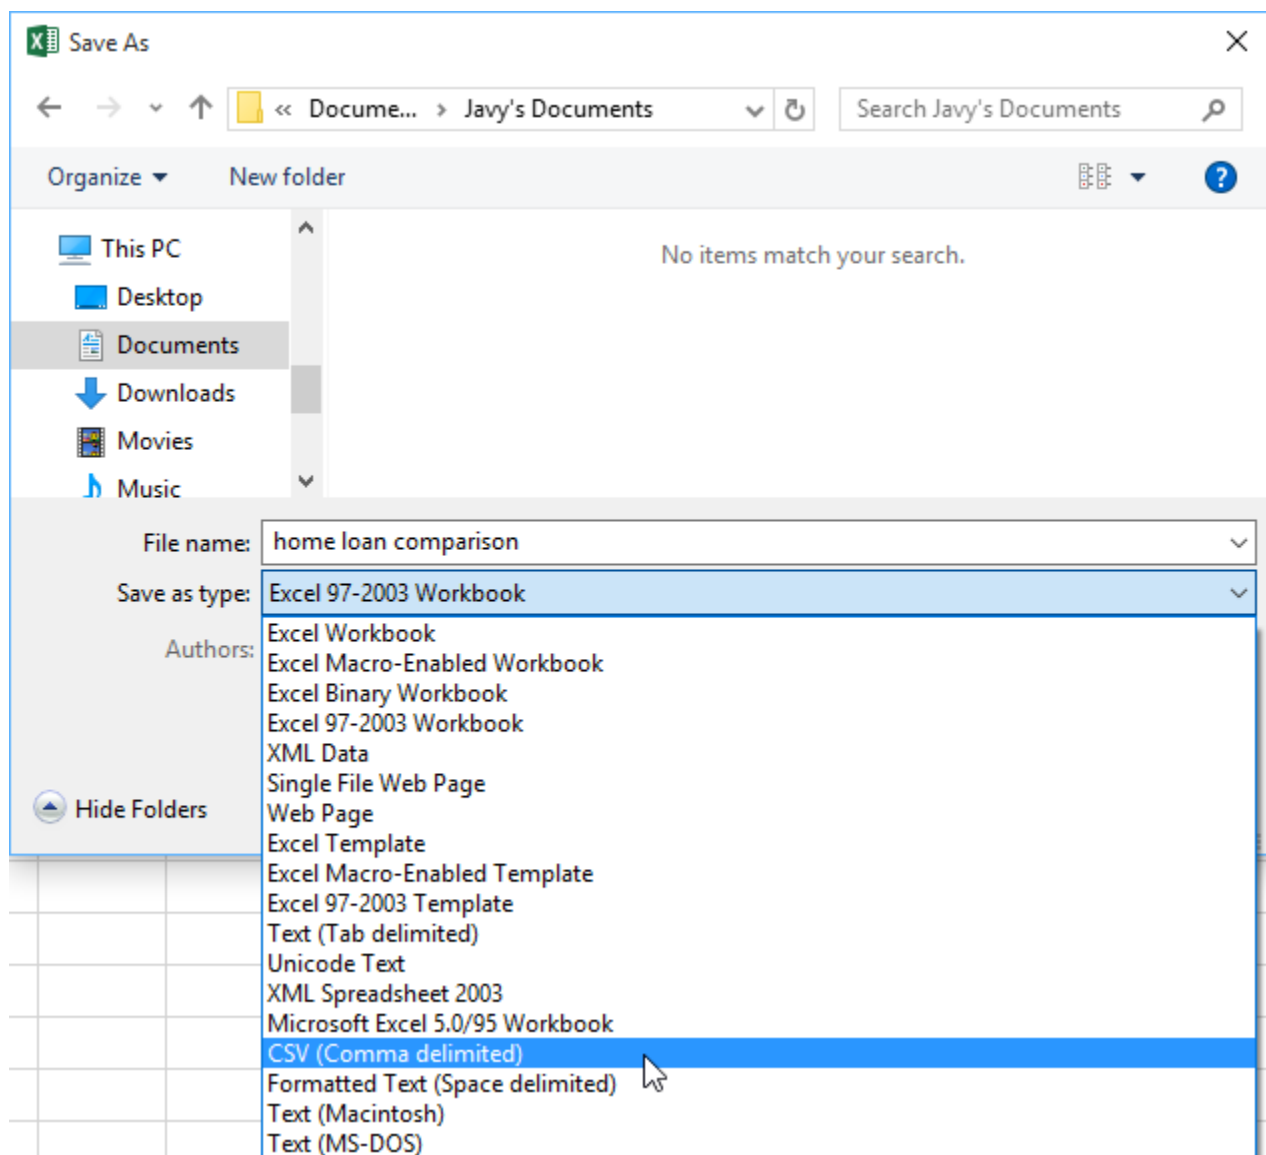 Save As
« Docume... › Javy's Documents
Search Javy's Documents
Organize
New folder
?
This PC
No items match your search.
Desktop
Documents
Downloads
Movies
Music
File name: home loan comparison
Save as type: Excel 97-2003 Workbook
Authors:
Excel Workbook
Excel Macro-Enabled Workbook
Excel Binary Workbook
Excel 97-2003 Workbook
XML Data
Single File Web Page
Hide Folders
Web Page
Excel Template
Excel Macro-Enabled Template
Excel 97-2003 Template
Text (Tab delimited)
Unicode Text
XML Spreadsheet 2003
Microsoft Excel 5.0/95 Workbook
CSV (Comma delimited)
Formatted Text (Space delimited)
Text (Macintosh)
Text (MS-DOS)